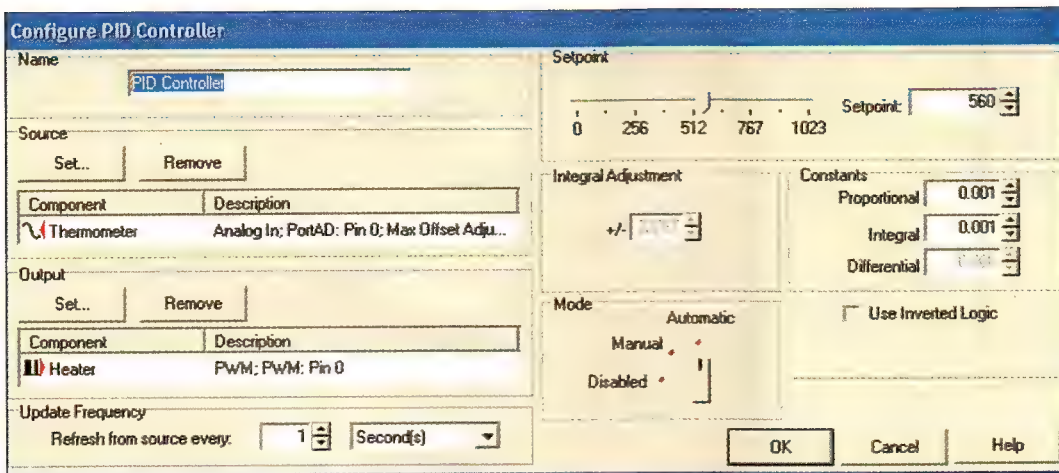 Configure PID Controller
Name
PID Controller
Source
Set...
Remove
Component
Description
Thermometer
Analog In; PortAD: Pin 0; Max Offset Adju...
Output
Set...
Remove
Component
Description
Heater
PWM; PWM: Pin 0
Update Frequency
Refresh from source every:
1
Second(s)
Setpoint
0 256 512 767 1023
Setpoint:
560
Integral Adjustment
+/-
Constants
Proportional
0.001
Integral
0.001
Differential
Mode
Automatic
Manual
Disabled
Use Inverted Logic
OK
Cancel
Help